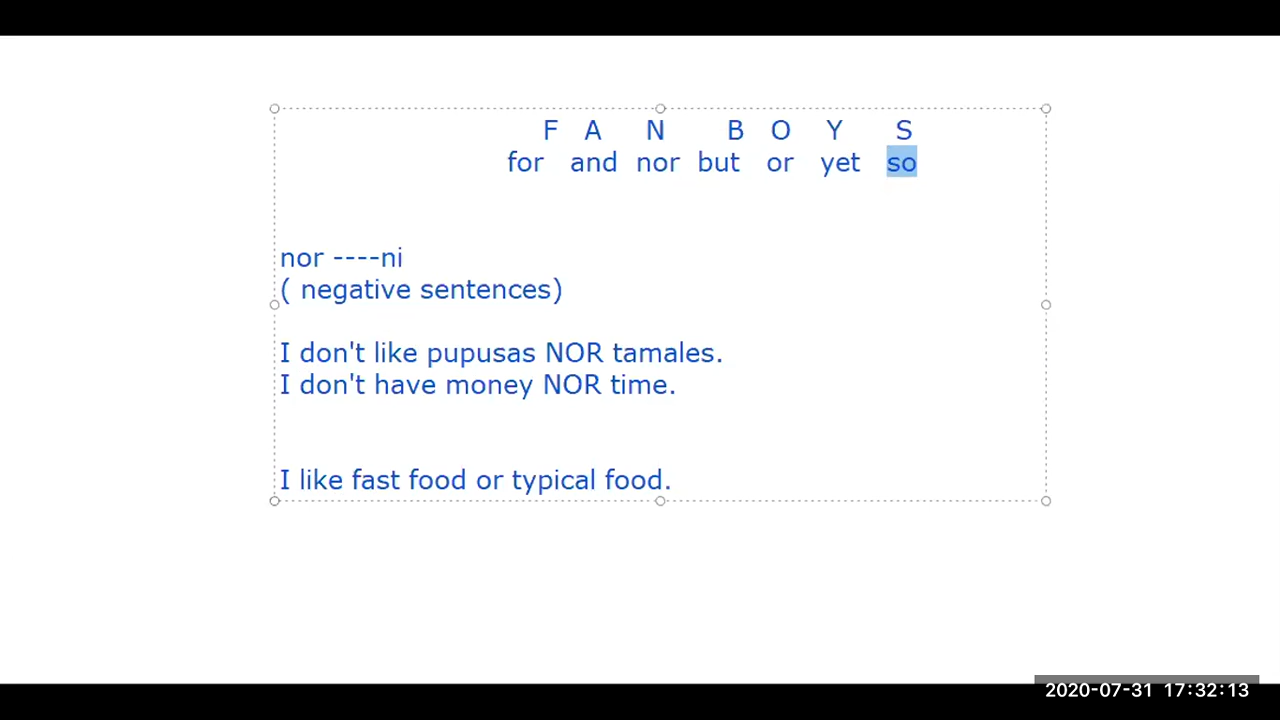 F A N B O Y S
for and nor but or yet so
nor ----ni
( negative sentences)
I don't like pupusas NOR tamales.
I don't have money NOR time.
I like fast food or typical food.
2020-07-31 17:32:13